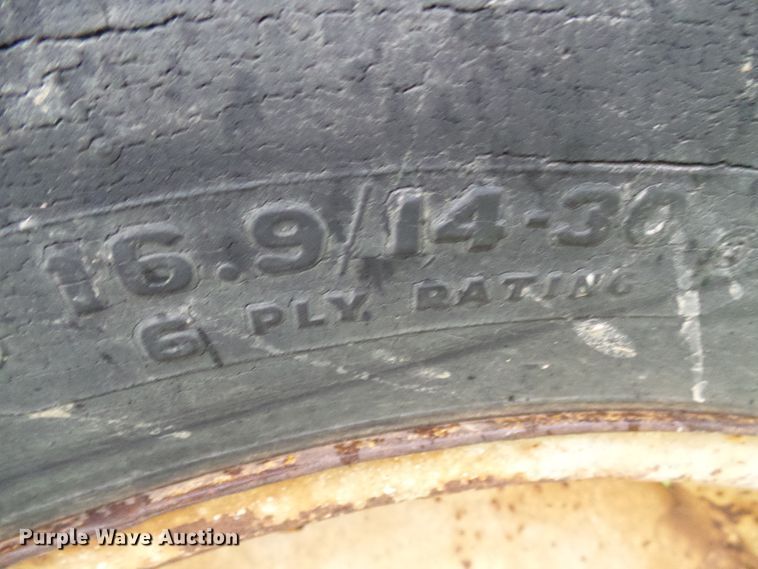 16.9/14-30
6 PLY RATING
Purple Wave Auction